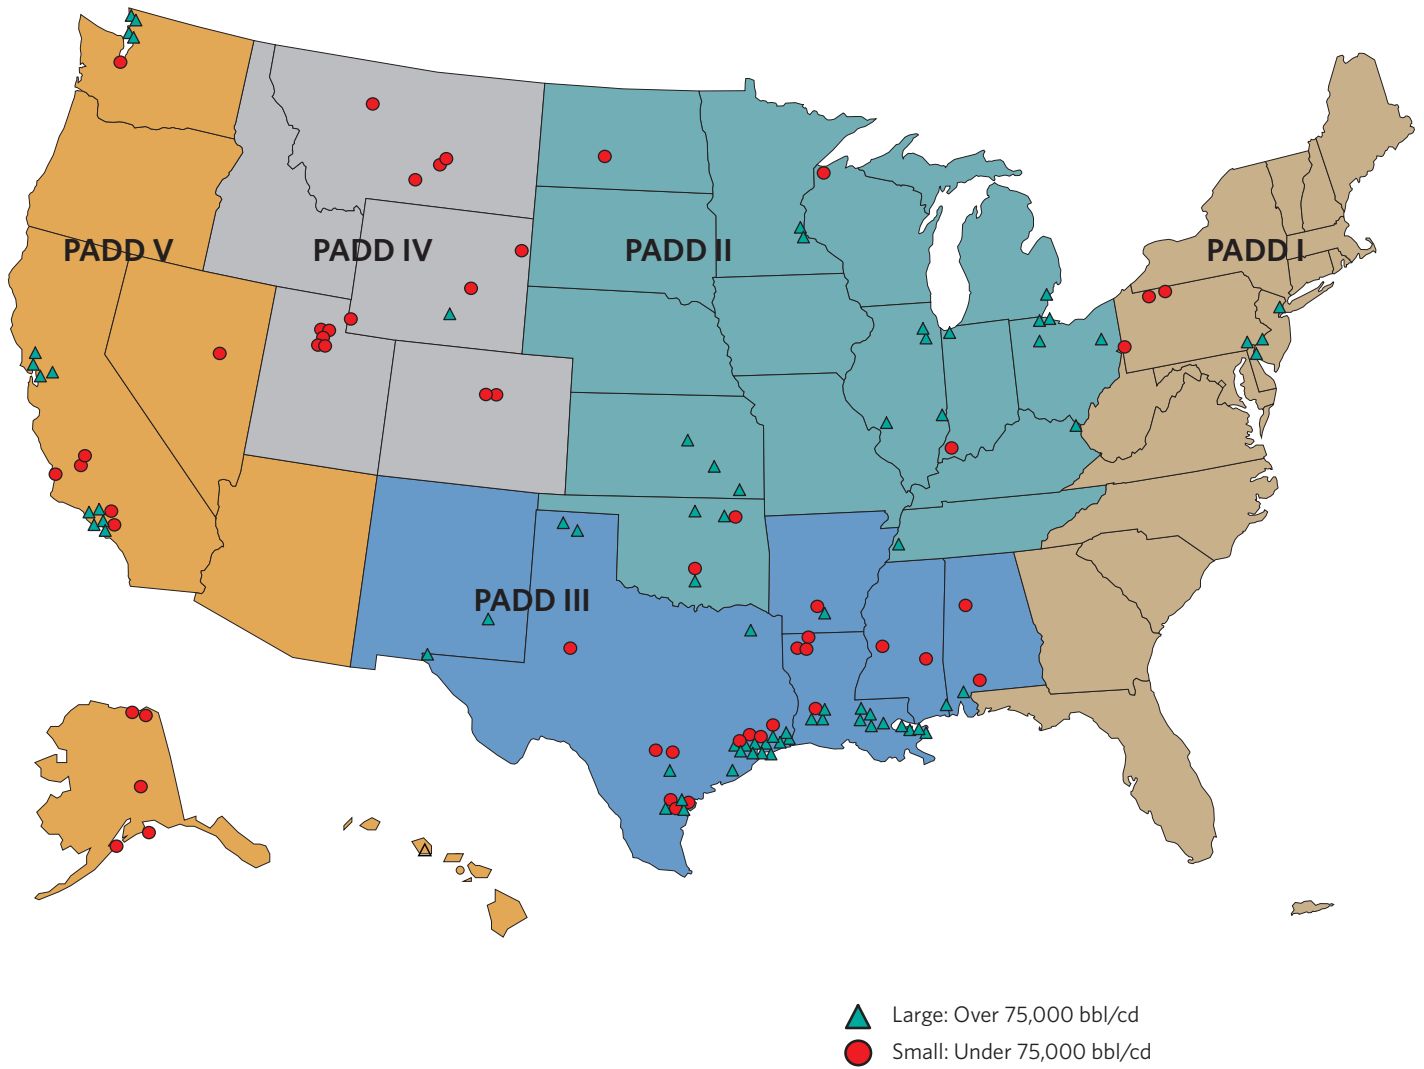 PADD V
PADD IV
PADD II
PADD I
PADD III
Large: Over 75,000 bbl/cd
Small: Under 75,000 bbl/cd